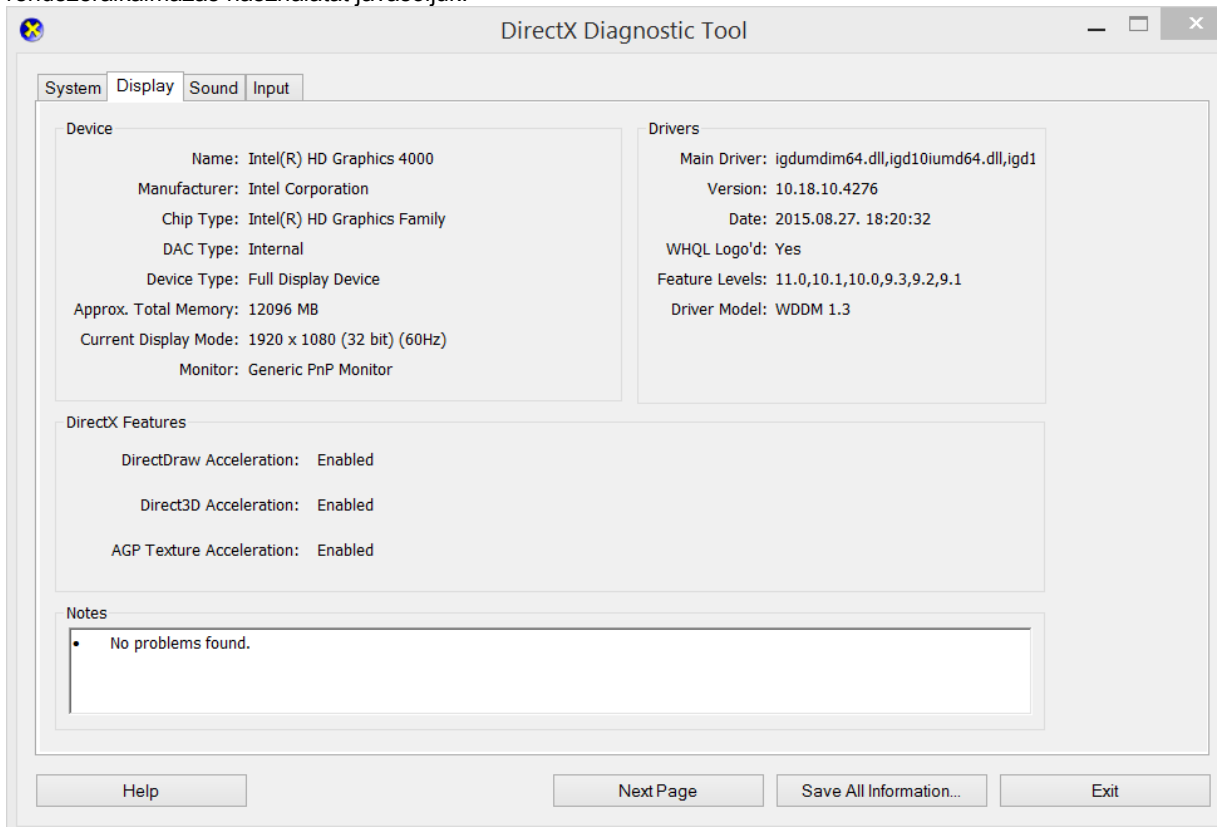 DirectX Diagnostic Tool
System Display Sound Input
Device
Name: Intel(R) HD Graphics 4000
Manufacturer: Intel Corporation
Chip Type: Intel(R) HD Graphics Family
DAC Type: Internal
Device Type: Full Display Device
Approx. Total Memory: 12096 MB
Current Display Mode: 1920 x 1080 (32 bit) (60Hz)
Monitor: Generic PnP Monitor
Drivers
Main Driver: igdumdim64.dll,igd10iumd64.dll,igd1
Version: 10.18.10.4276
Date: 2015.08.27. 18:20:32
WHQL Logo'd: Yes
Feature Levels: 11.0,10.1,10.0,9.3,9.2,9.1
Driver Model: WDDM 1.3
DirectX Features
DirectDraw Acceleration: Enabled
Direct3D Acceleration: Enabled
AGP Texture Acceleration: Enabled
Notes
• No problems found.
Help Next Page Save All Information... Exit